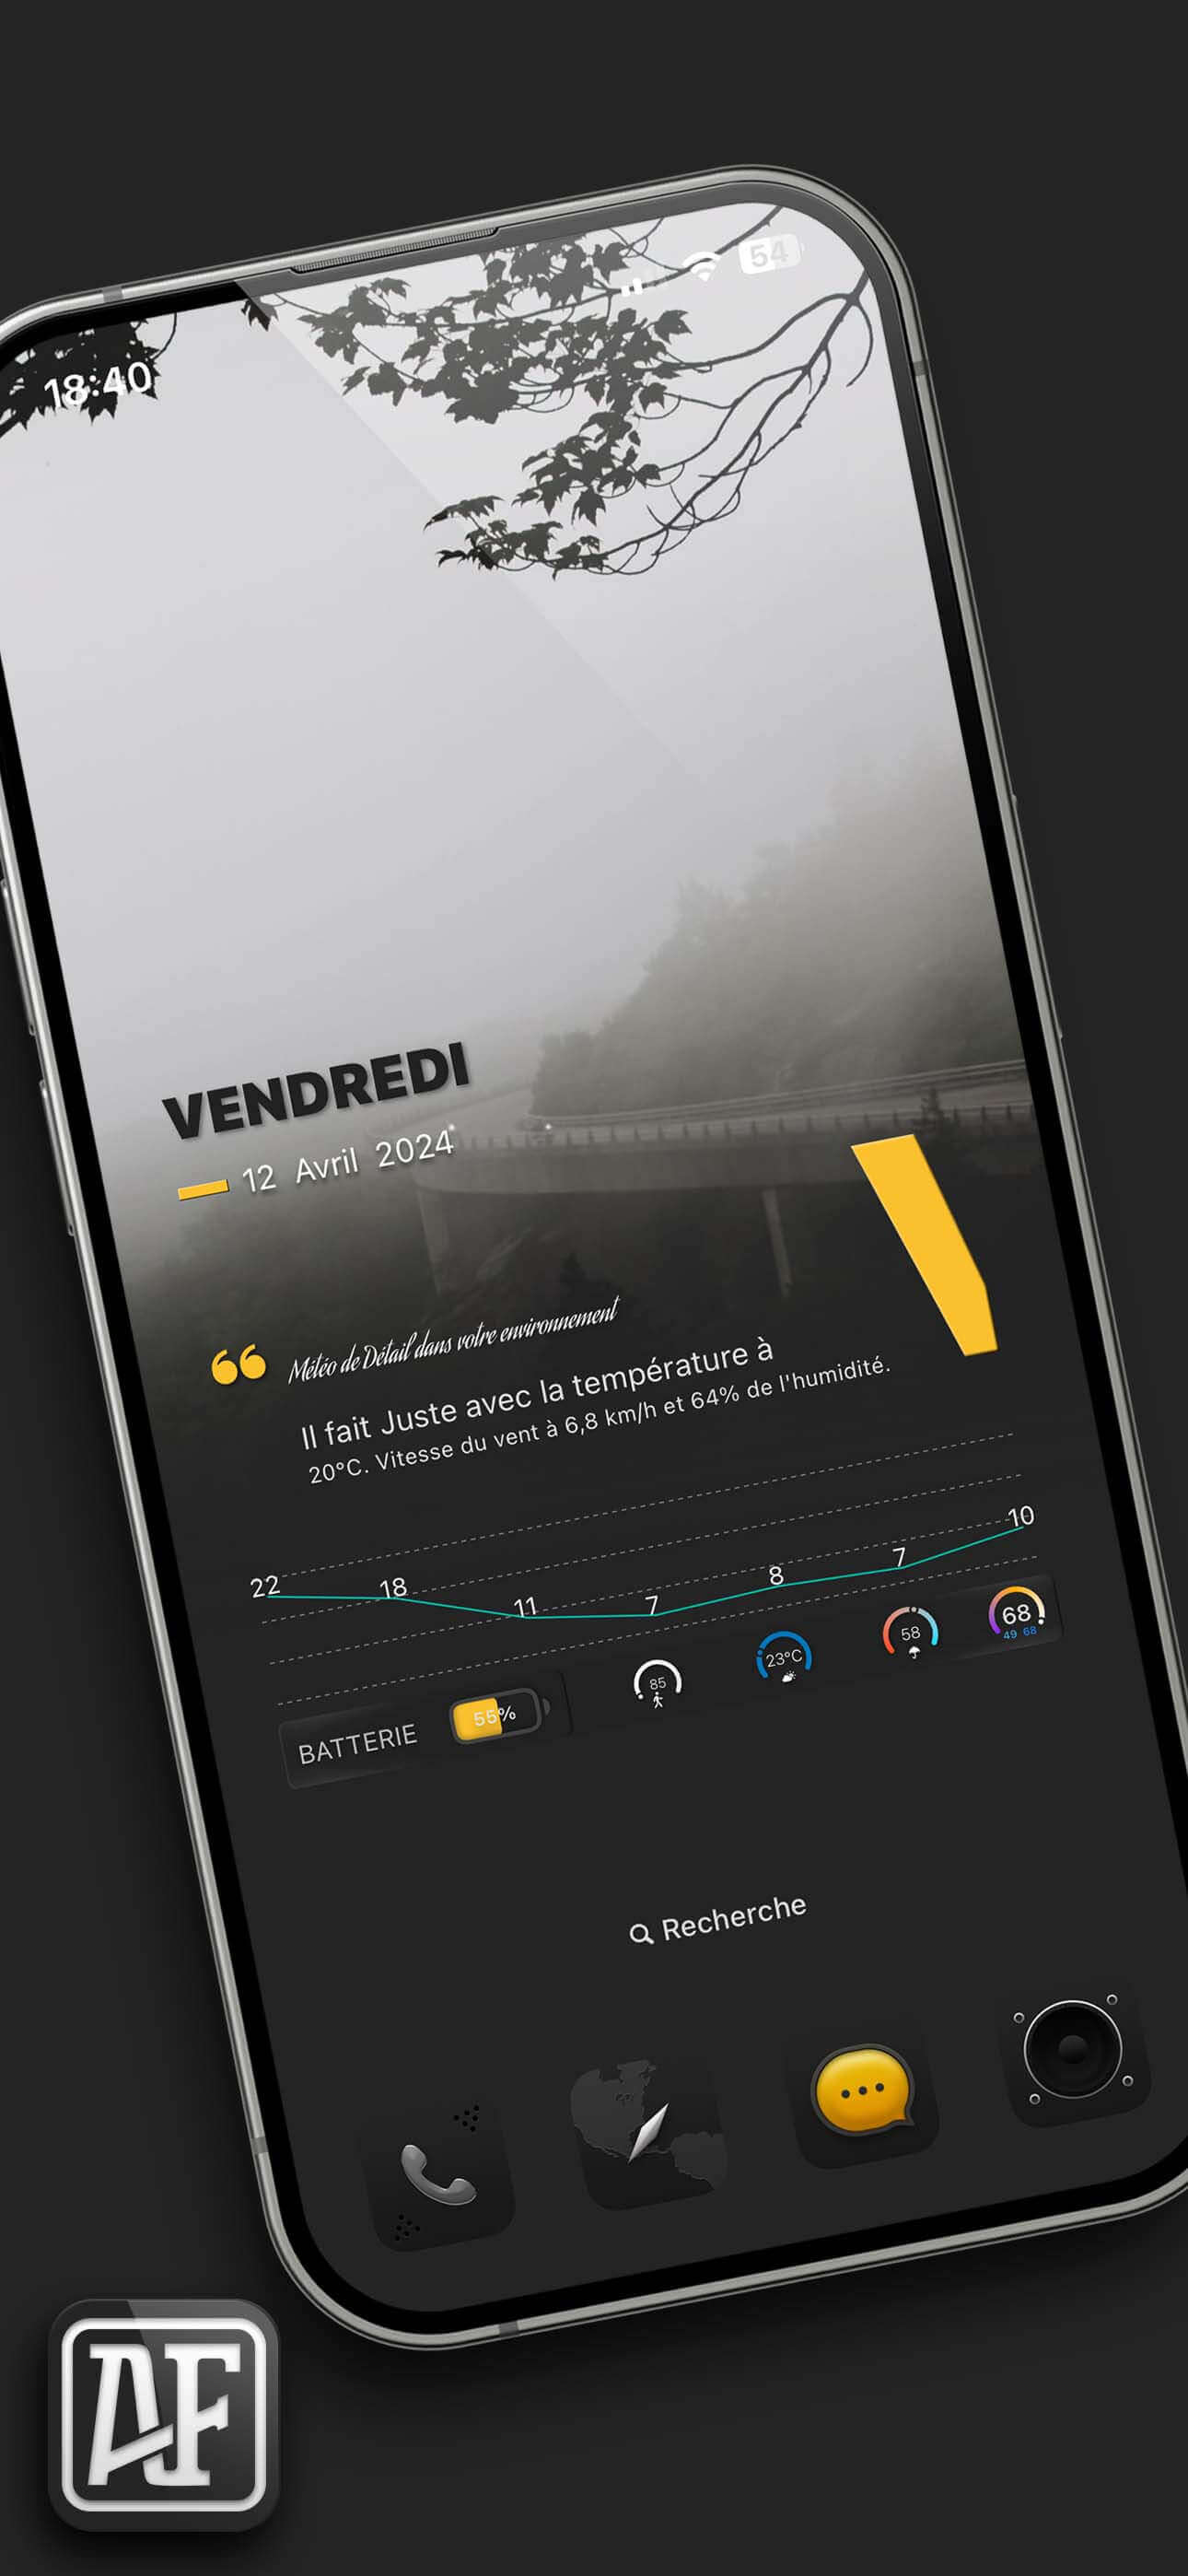 54
18:40
VENDREDI
12 Avril 2024
Météo de Détail dans votre environnement
Il fait Juste avec la température à
20°C. Vitesse du vent à 6,8 km/h et 64% de l'humidité.
22 18 11 7 8 7 10
BATTERIE 55% 85 23°C 58 68
49 68
Recherche
AF